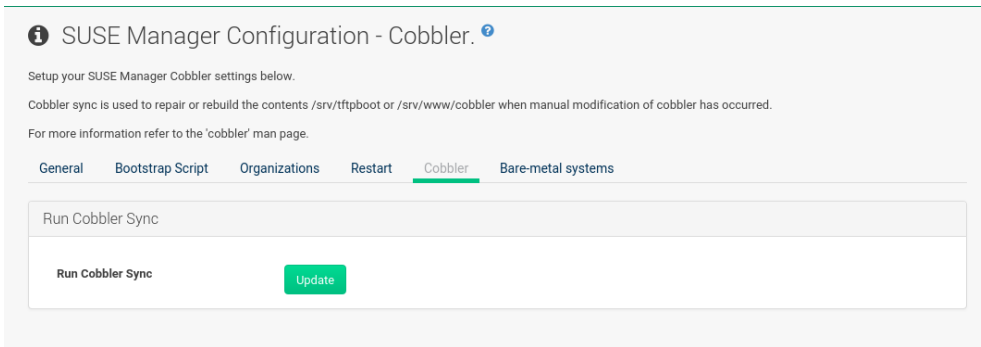 SUSE Manager Configuration - Cobbler.
Setup your SUSE Manager Cobbler settings below.
Cobbler sync is used to repair or rebuild the contents /srv/tftpboot or /srv/www/cobbler when manual modification of cobbler has occurred.
For more information refer to the 'cobbler' man page.
General Bootstrap Script Organizations Restart Cobbler Bare-metal systems
Run Cobbler Sync
Run Cobbler Sync Update